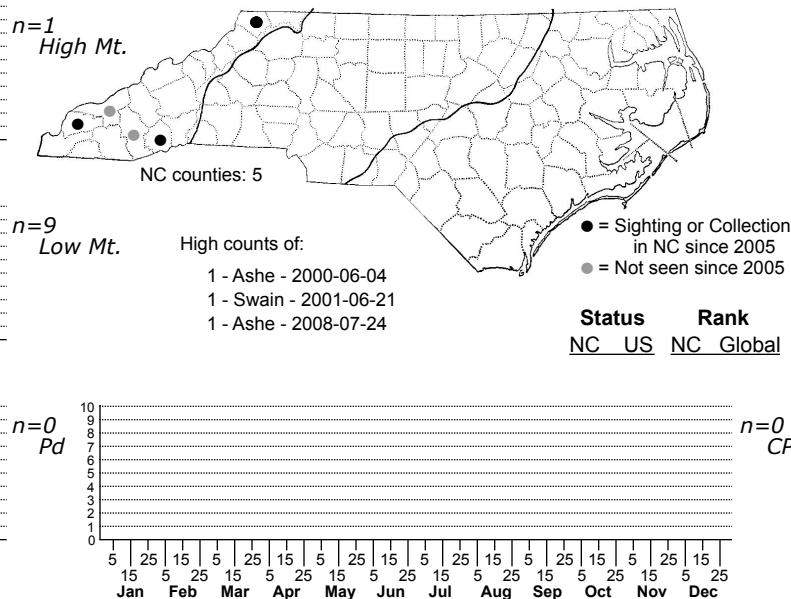 n=1
High Mt.
NC counties: 5
n=9
Low Mt.
High counts of:
1 - Ashe - 2000-06-04
1 - Swain - 2001-06-21
1 - Ashe - 2008-07-24
● = Sighting or Collection
in NC since 2005
● = Not seen since 2005
Status Rank
NC US NC Global
n=0
Pd
n=0
CP
10
9
8
7
6
5
4
3
2
1
0
5 25 15 5 25 15 5 25 15 5 25 15 5 25 15 5 25 15
15 5 25 15 5 25 15 5 25 15 5 25 15 5 25 15 5 25
Jan Feb Mar Apr May Jun Jul Aug Sep Oct Nov Dec